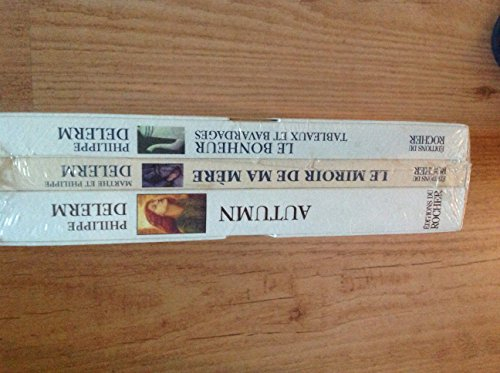 PHILIPPE
DELERM
LE BONHEUR
TABLEAUX ET BAVARDAGES
ÉDITIONS DU
ROCHER
MARTHE ET PHILIPPE
DELERM
LE MIROIR DE MA MÈRE
ÉDITIONS DU
ROCHER
PHILIPPE
DELERM
AUTUMN
ÉDITIONS DU
ROCHER